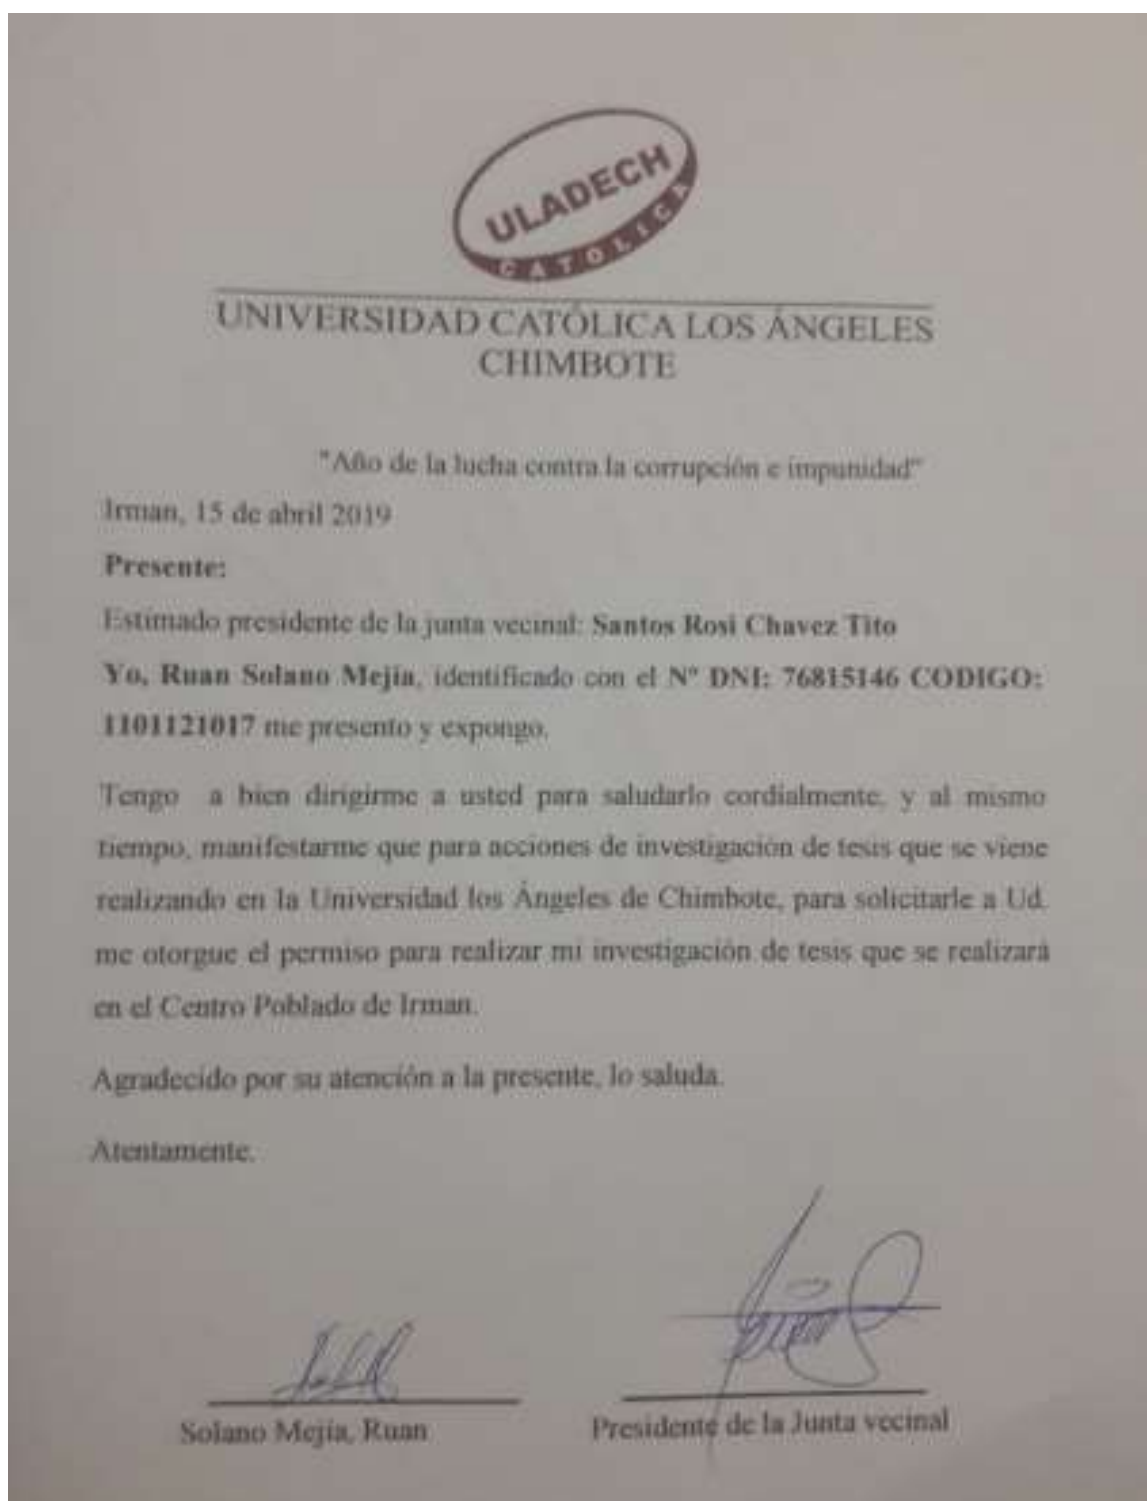 ULADECH
CATOLICA
UNIVERSIDAD CATÓLICA LOS ÁNGELES
CHIMBOTE
"Año de la lucha contra la corrupción e impunidad"
Irman, 15 de abril 2019
Presente:
Estimado presidente de la junta vecinal: Santos Rosi Chavez Tito
Yo, Ruan Solano Mejía, identificado con el Nº DNI: 76815146 CODIGO:
1101121017 me presento y expongo.
Tengo a bien dirigirme a usted para saludarlo cordialmente, y al mismo
tiempo, manifestarme que para acciones de investigación de tesis que se viene
realizando en la Universidad los Ángeles de Chimbote, para solicitarle a Ud.
me otorgue el permiso para realizar mi investigación de tesis que se realizará
en el Centro Poblado de Irman.
Agradecido por su atención a la presente, lo saluda.
Atentamente.
Solano Mejía, Ruan
Presidente de la Junta vecinal